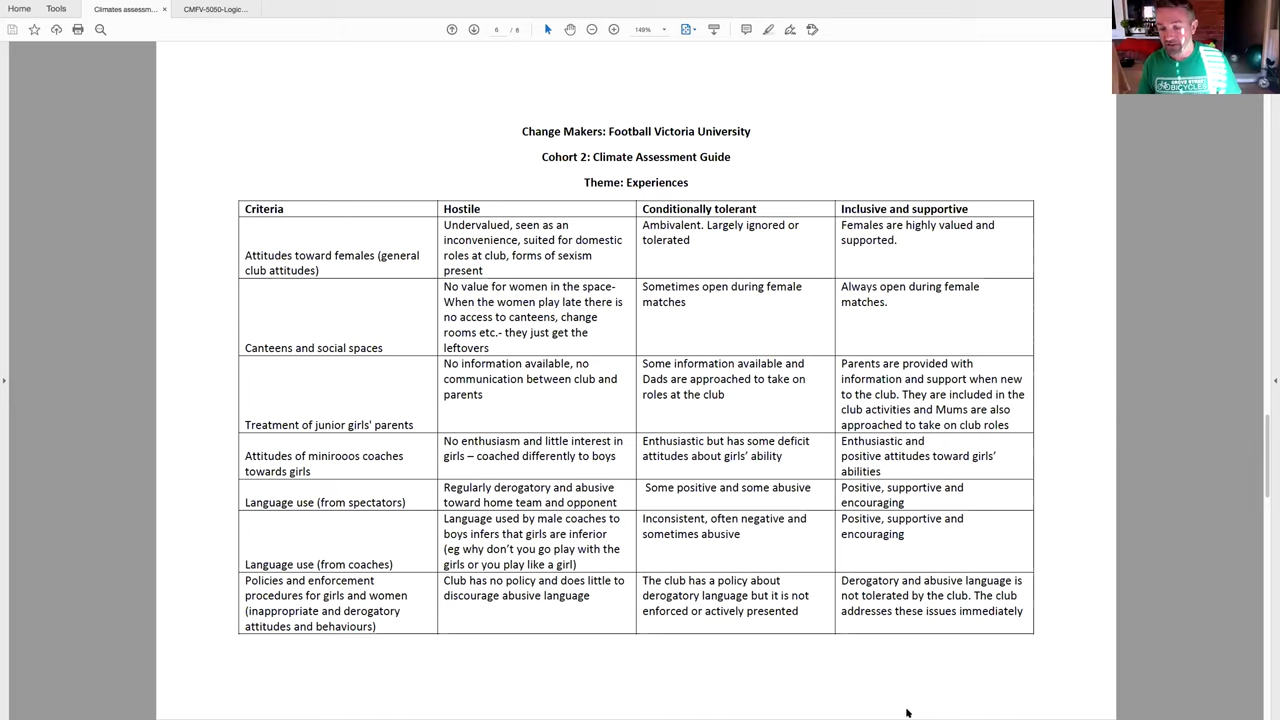 Home Tools Climates assessm... × CMFV-5050-Logic...
6 / 6 149%
GROVE STREET
BICYCLES
Change Makers: Football Victoria University
Cohort 2: Climate Assessment Guide
Theme: Experiences
Criteria Hostile Conditionally tolerant Inclusive and supportive
Attitudes toward females (general
club attitudes)
Undervalued, seen as an
inconvenience, suited for domestic
roles at club, forms of sexism
present
Ambivalent. Largely ignored or
tolerated
Females are highly valued and
supported.
Canteens and social spaces
No value for women in the space-
When the women play late there is
no access to canteens, change
rooms etc.- they just get the
leftovers
Sometimes open during female
matches
Always open during female
matches.
Treatment of junior girls' parents
No information available, no
communication between club and
parents
Some information available and
Dads are approached to take on
roles at the club
Parents are provided with
information and support when new
to the club. They are included in the
club activities and Mums are also
approached to take on club roles
Attitudes of minirooos coaches
towards girls
No enthusiasm and little interest in
girls – coached differently to boys
Enthusiastic but has some deficit
attitudes about girls’ ability
Enthusiastic and
positive attitudes toward girls’
abilities
Language use (from spectators)
Regularly derogatory and abusive
toward home team and opponent
Some positive and some abusive
Positive, supportive and
encouraging
Language use (from coaches)
Language used by male coaches to
boys infers that girls are inferior
(eg why don’t you go play with the
girls or you play like a girl)
Inconsistent, often negative and
sometimes abusive
Positive, supportive and
encouraging
Policies and enforcement
procedures for girls and women
(inappropriate and derogatory
attitudes and behaviours)
Club has no policy and does little to
discourage abusive language
The club has a policy about
derogatory language but it is not
enforced or actively presented
Derogatory and abusive language is
not tolerated by the club. The club
addresses these issues immediately